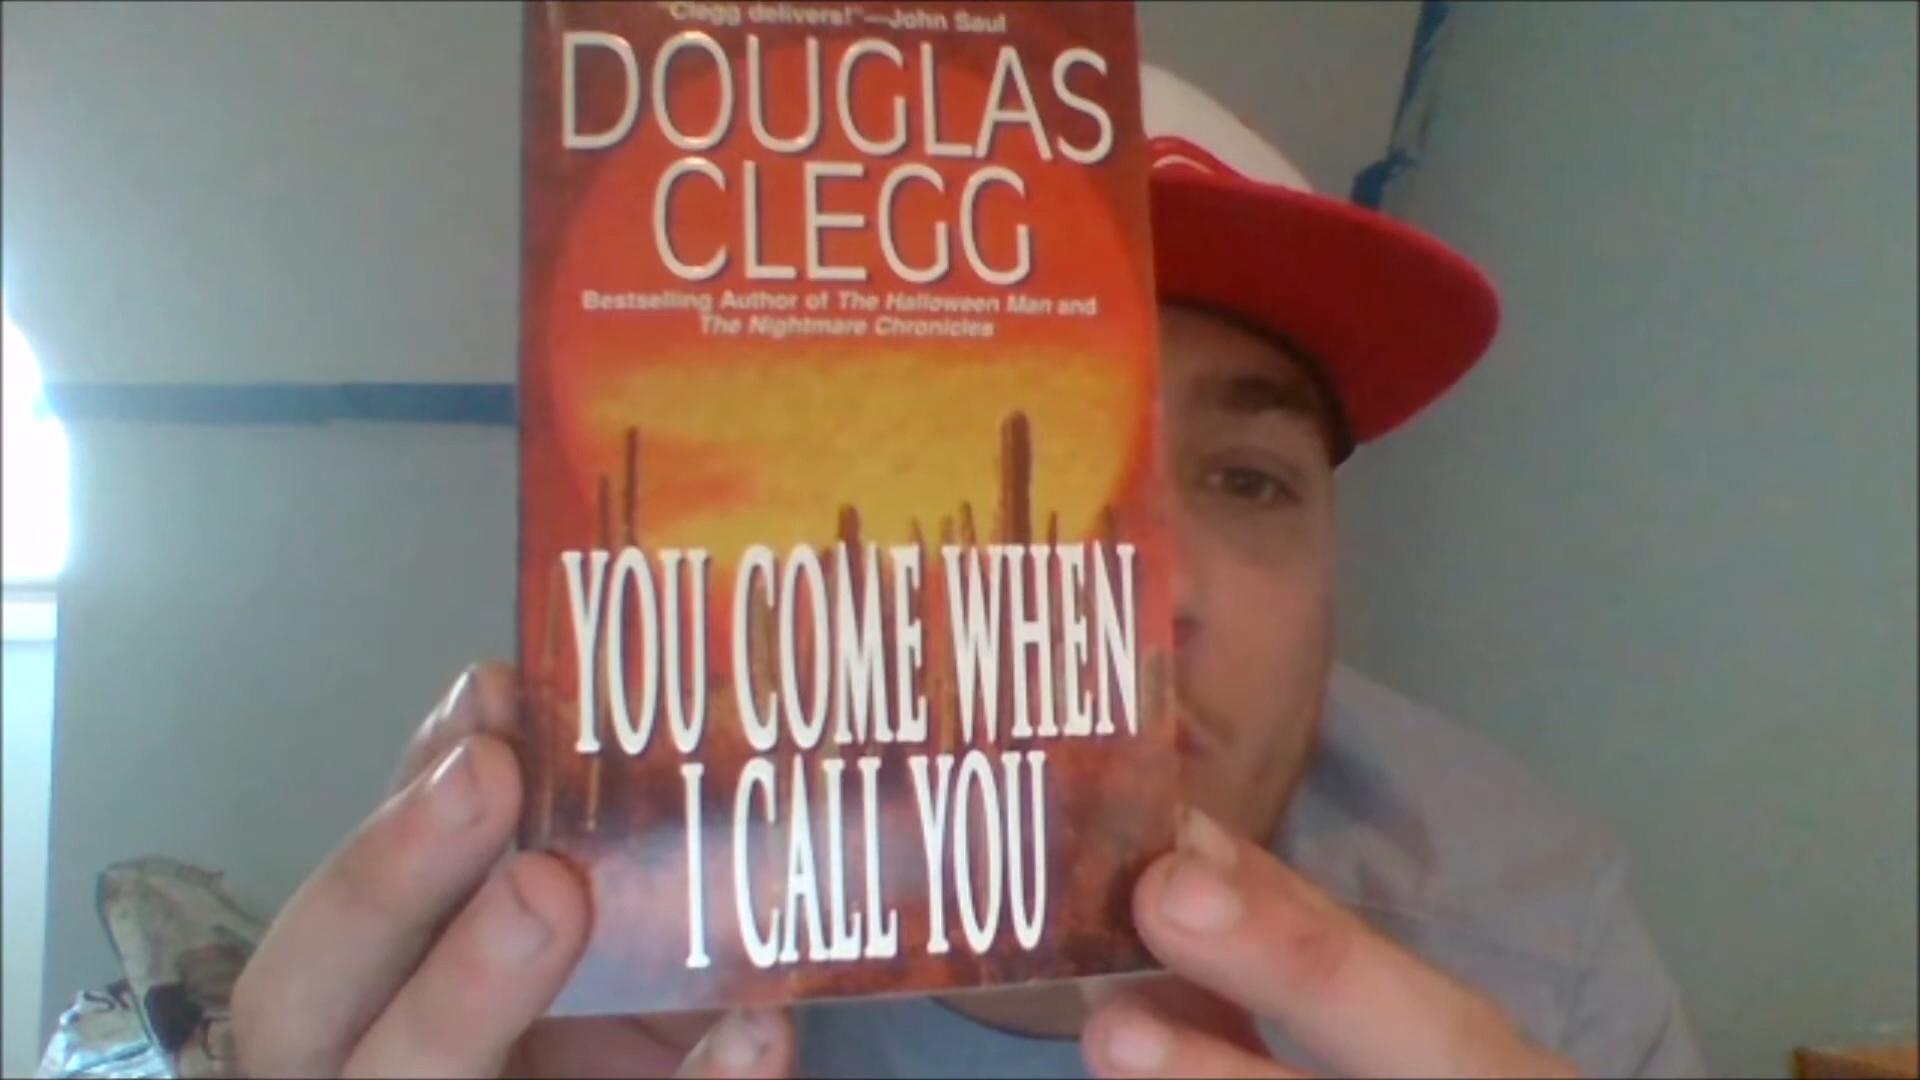 "Clegg delivers!"—John Saul
DOUGLAS
CLEGG
Bestselling Author of The Halloween Man and
The Nightmare Chronicles
YOU COME WHEN
I CALL YOU